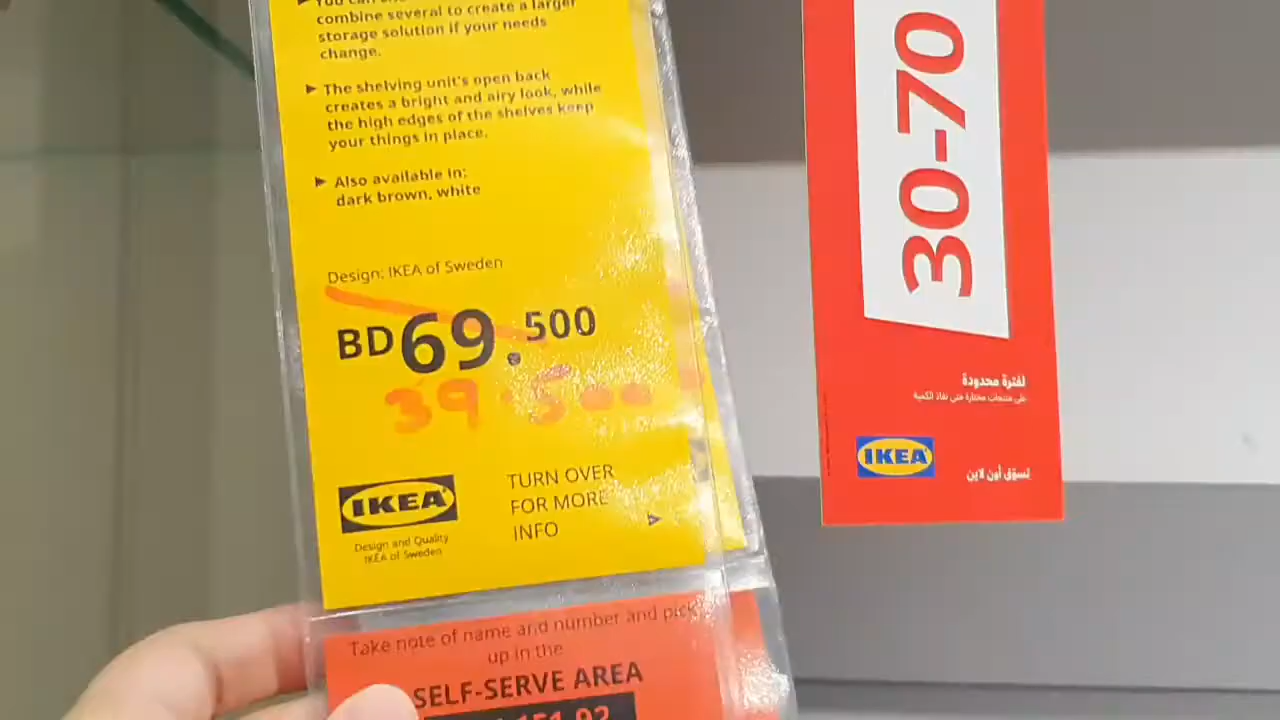 combine several to create a larger
storage solution if your needs
change.
► The shelving unit's open back
creates a bright and airy look, while
the high edges of the shelves keep
your things in place.
► Also available in:
dark brown, white
Design: IKEA of Sweden
BD69.500
39.500
IKEA
Design and Quality
IKEA of Sweden
TURN OVER
FOR MORE
INFO
Take note of name and number and pick
up in the
SELF-SERVE AREA
30-70
لفترة محدودة
على منتجات مختارة حتى نفاذ الكمية
IKEA
تسوّق أون لاين